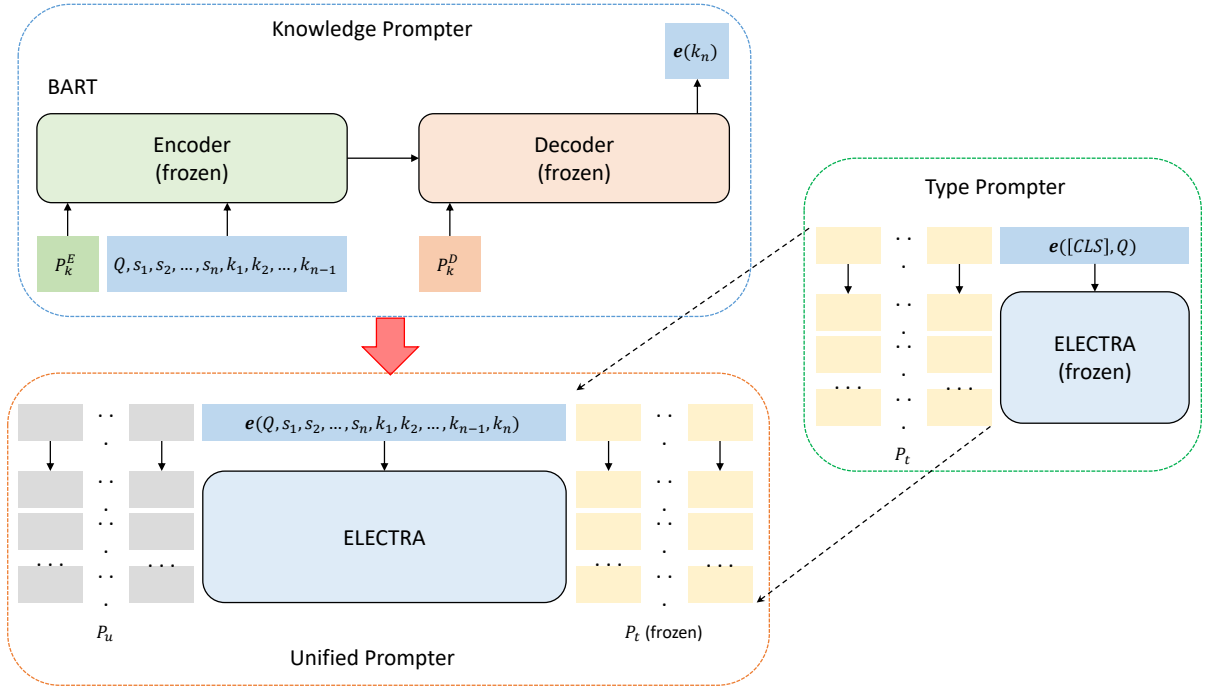 Knowledge Prompter
e(k_n)
BART
Encoder
(frozen)
Decoder
(frozen)
P_k^E
Q, s_1, s_2, …, s_n, k_1, k_2, …, k_{n−1}
P_k^D
Type Prompter
e([CLS], Q)
ELECTRA
(frozen)
P_t
e(Q, s_1, s_2, …, s_n, k_1, k_2, …, k_{n−1}, k_n)
ELECTRA
P_u
P_t (frozen)
Unified Prompter